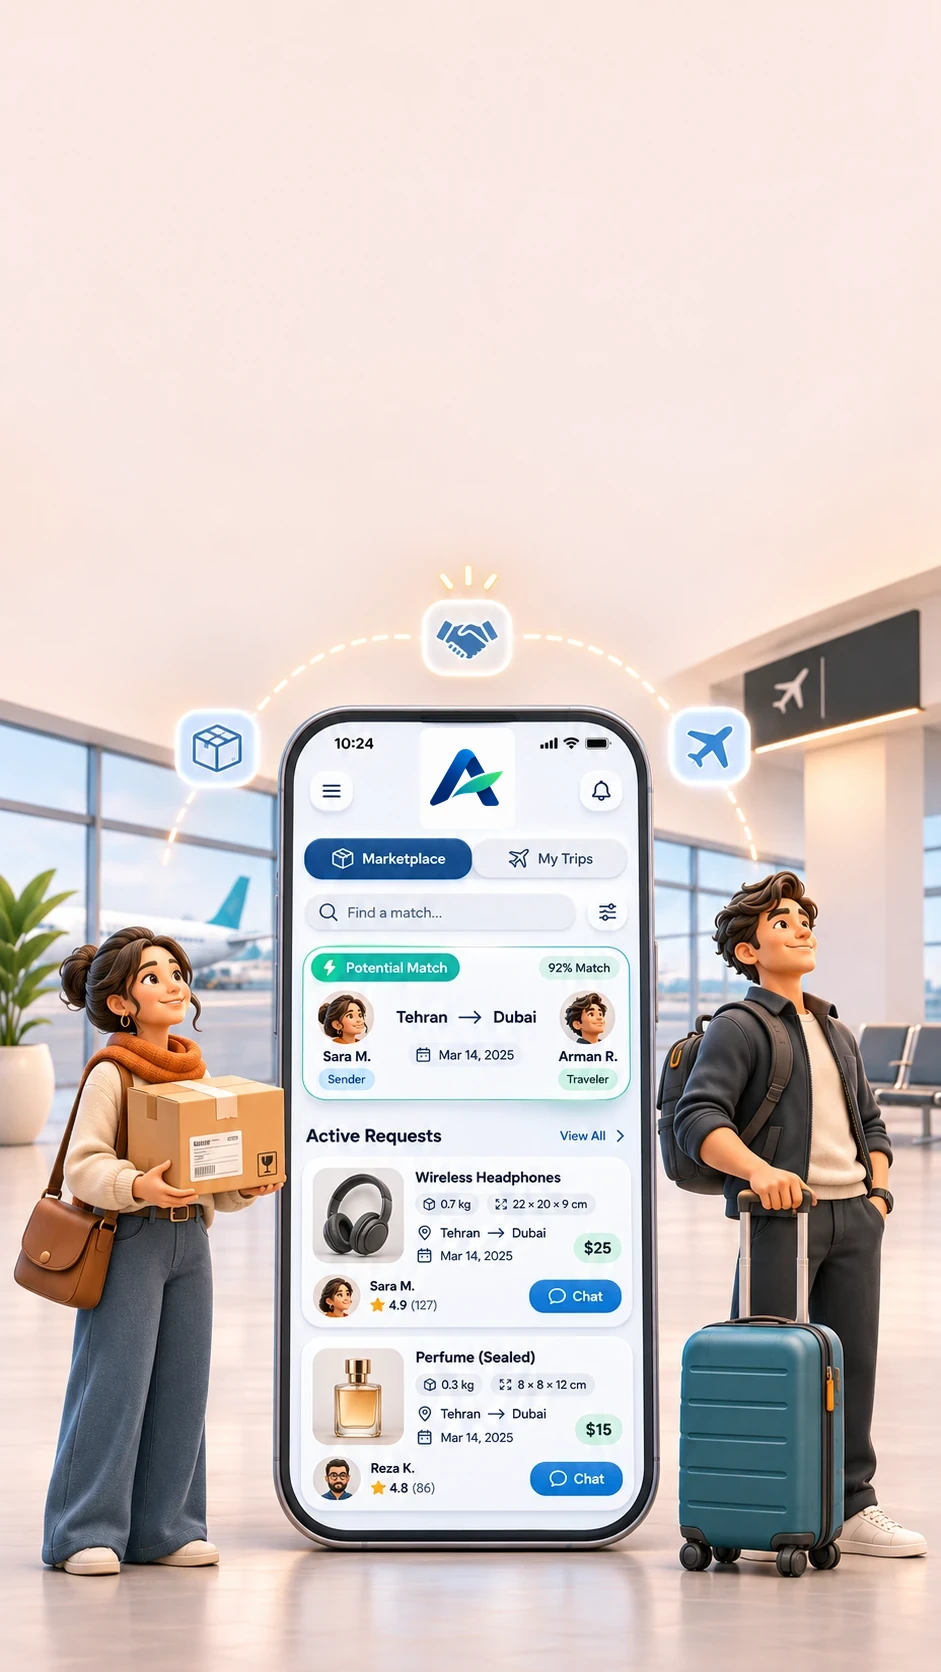 10:24
Marketplace
My Trips
Find a match...
Potential Match
92% Match
Tehran → Dubai
Sara M.
Mar 14, 2025
Arman R.
Sender
Traveler
Active Requests
View All
Wireless Headphones
0.7 kg
22 × 20 × 9 cm
Tehran → Dubai
Mar 14, 2025
$25
Sara M.
4.9 (127)
Chat
Perfume (Sealed)
0.3 kg
8 × 8 × 12 cm
Tehran → Dubai
Mar 14, 2025
$15
Reza K.
4.8 (86)
Chat